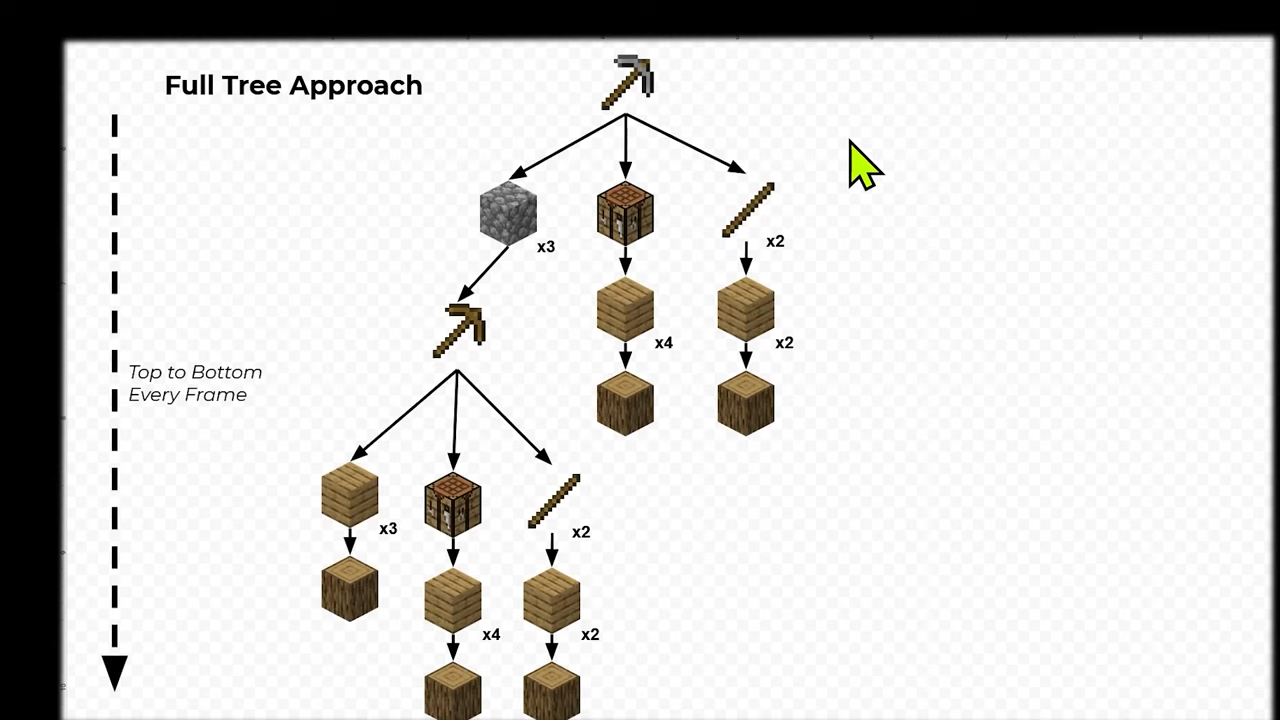 Full Tree Approach
x3
x2
x4
x2
Top to Bottom
Every Frame
x3
x2
x4
x2